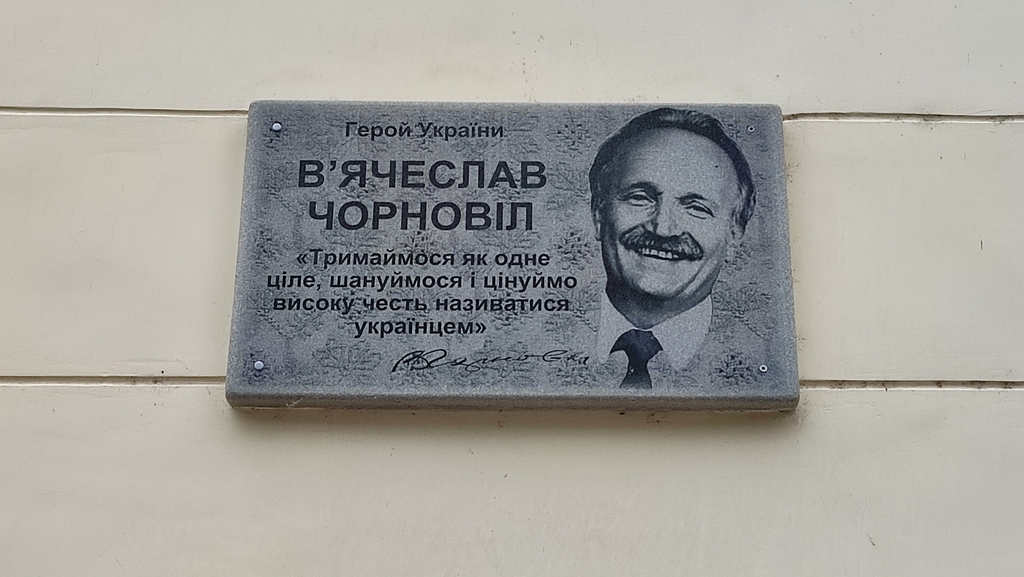 Герой України
В’ЯЧЕСЛАВ
ЧОРНОВІЛ
«Тримаймося як одне
ціле, шануймося і цінуймо
високу честь називатися
українцем»